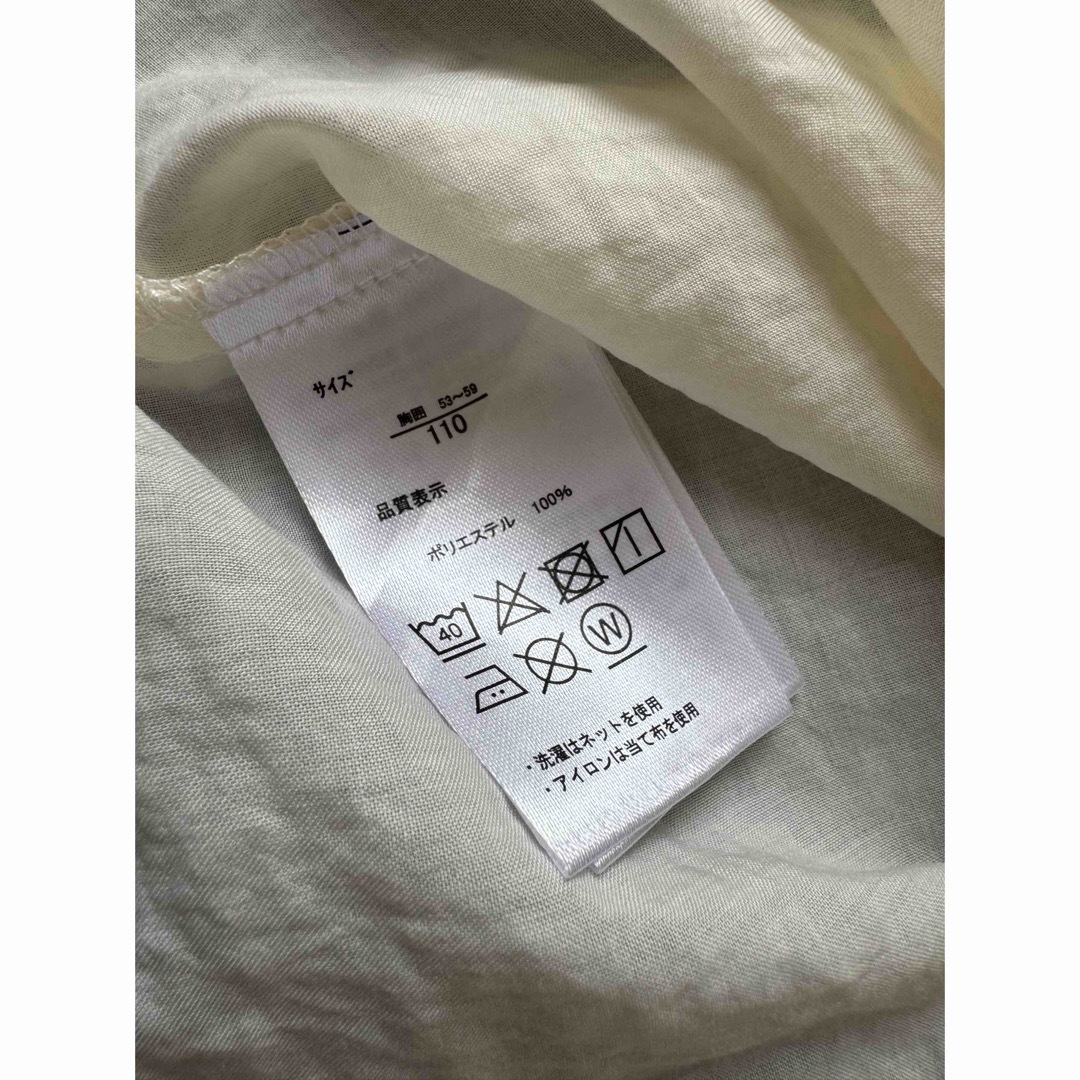 サイズ
胸囲 53～59
110
品質表示
ポリエステル 100%
40
W
・洗濯はネットを使用
・アイロンは当て布を使用